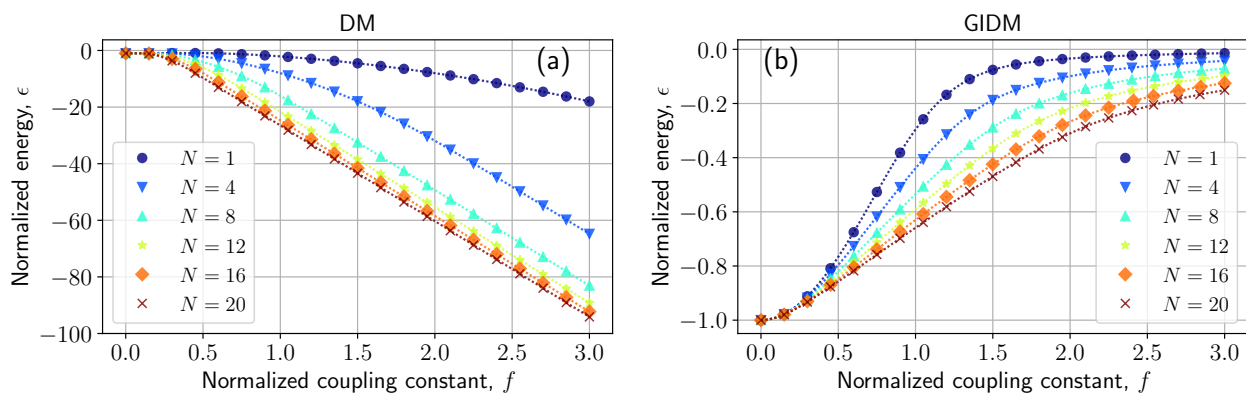 DM
(a)
Normalized energy, ϵ
0
−20
−40
−60
−80
−100
N = 1
N = 4
N = 8
N = 12
N = 16
N = 20
0.0 0.5 1.0 1.5 2.0 2.5 3.0
Normalized coupling constant, f
GIDM
(b)
Normalized energy, ϵ
0.0
−0.2
−0.4
−0.6
−0.8
−1.0
N = 1
N = 4
N = 8
N = 12
N = 16
N = 20
0.0 0.5 1.0 1.5 2.0 2.5 3.0
Normalized coupling constant, f